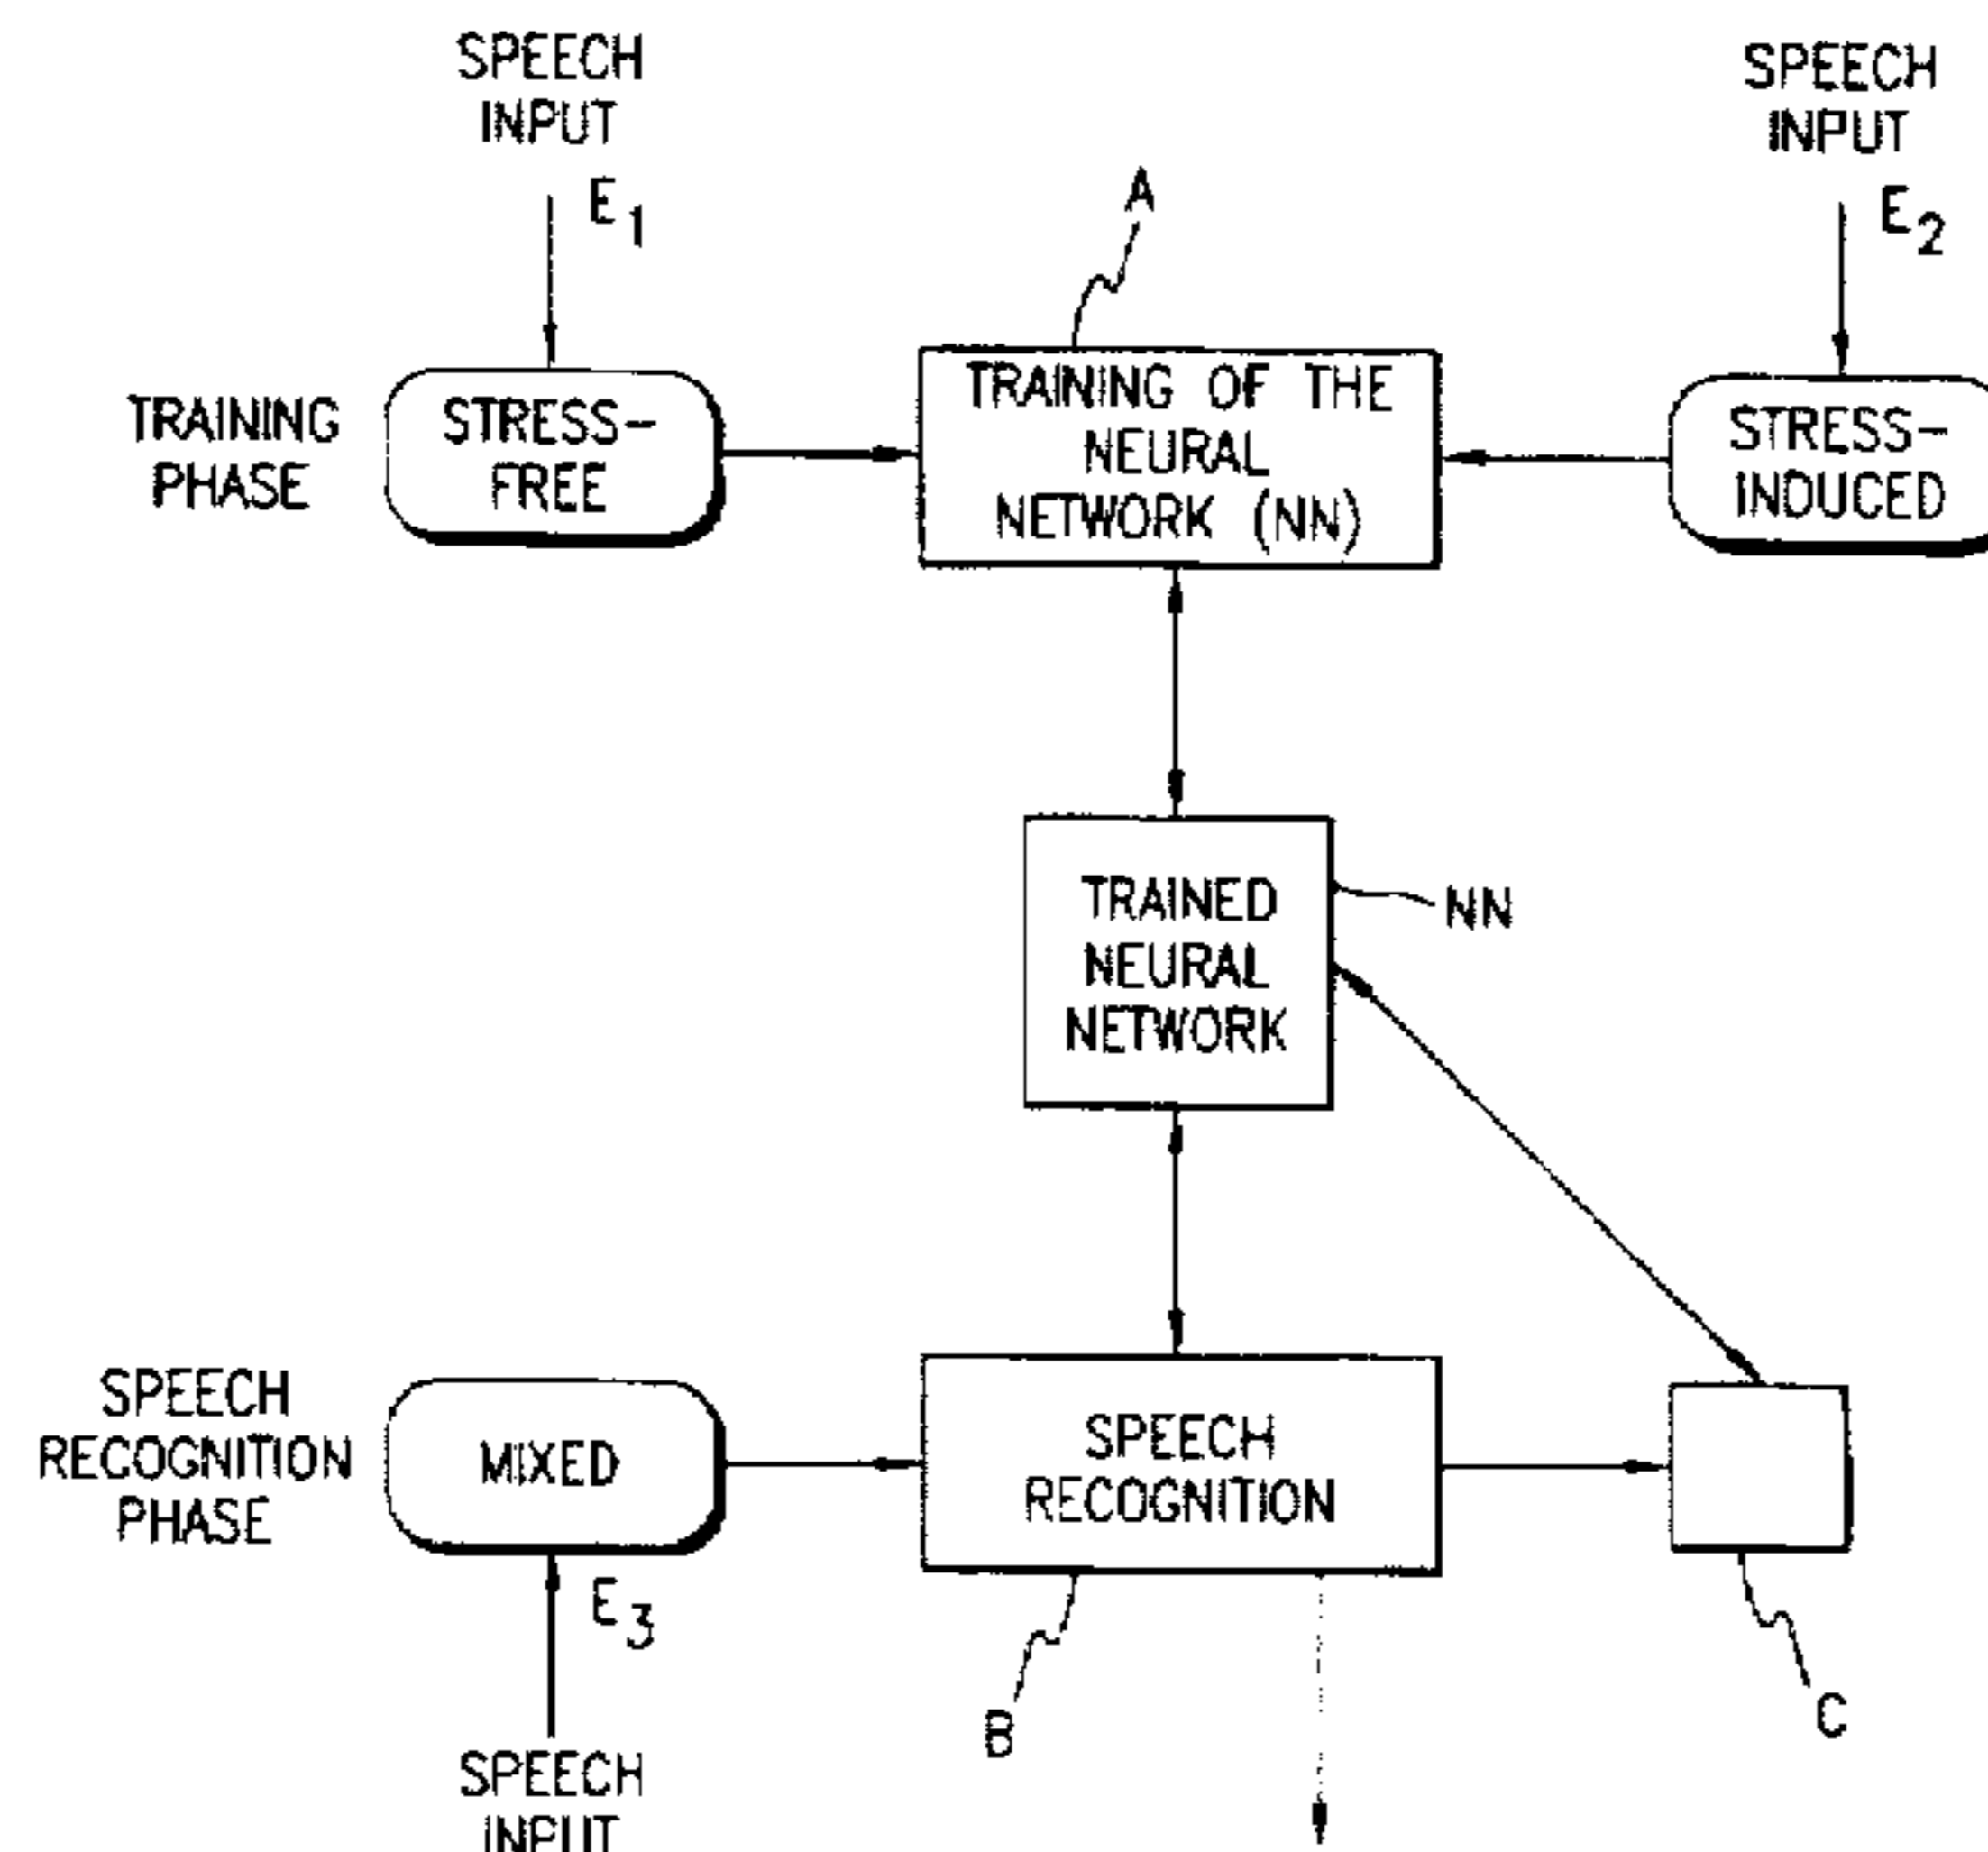 SPEECH
INPUT
E1
SPEECH
INPUT
E2
A
TRAINING
PHASE
STRESS-
FREE
TRAINING OF THE
NEURAL
NETWORK (NN)
STRESS-
INDUCED
TRAINED
NEURAL
NETWORK
NN
SPEECH
RECOGNITION
PHASE
MIXED
SPEECH
RECOGNITION
E3
B
C
SPEECH
INPUT